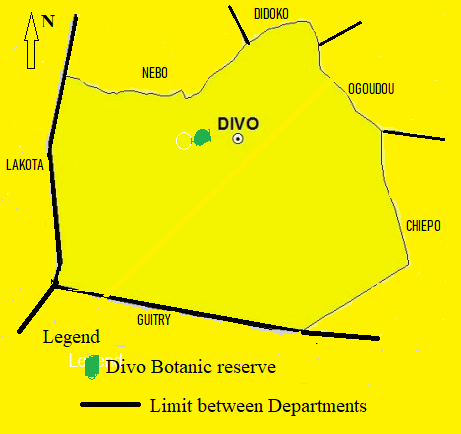 DIDOKO
N
NEBO
OGOUDOU
DIVO
LAKOTA
CHIEPO
GUITRY
Legend
Divo Botanic reserve
Limit between Departments